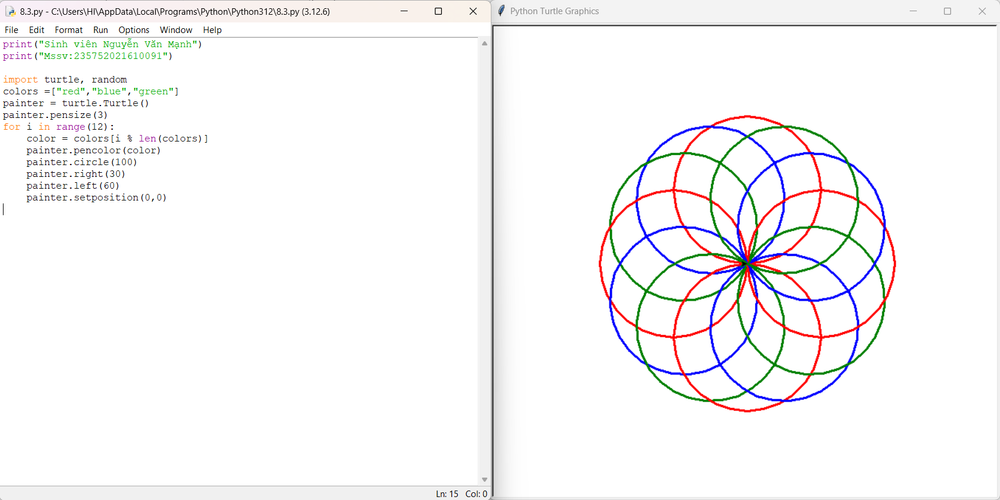 8.3.py - C:\Users\HI\AppData\Local\Programs\Python\Python312\8.3.py (3.12.6)
File Edit Format Run Options Window Help
print("Sinh viên Nguyễn Văn Mạnh")
print("Mssv:235752021610091")
import turtle, random
colors =["red","blue","green"]
painter = turtle.Turtle()
painter.pensize(3)
for i in range(12):
    color = colors[i % len(colors)]
    painter.pencolor(color)
    painter.circle(100)
    painter.right(30)
    painter.left(60)
    painter.setposition(0,0)
Ln: 15 Col: 0
Python Turtle Graphics